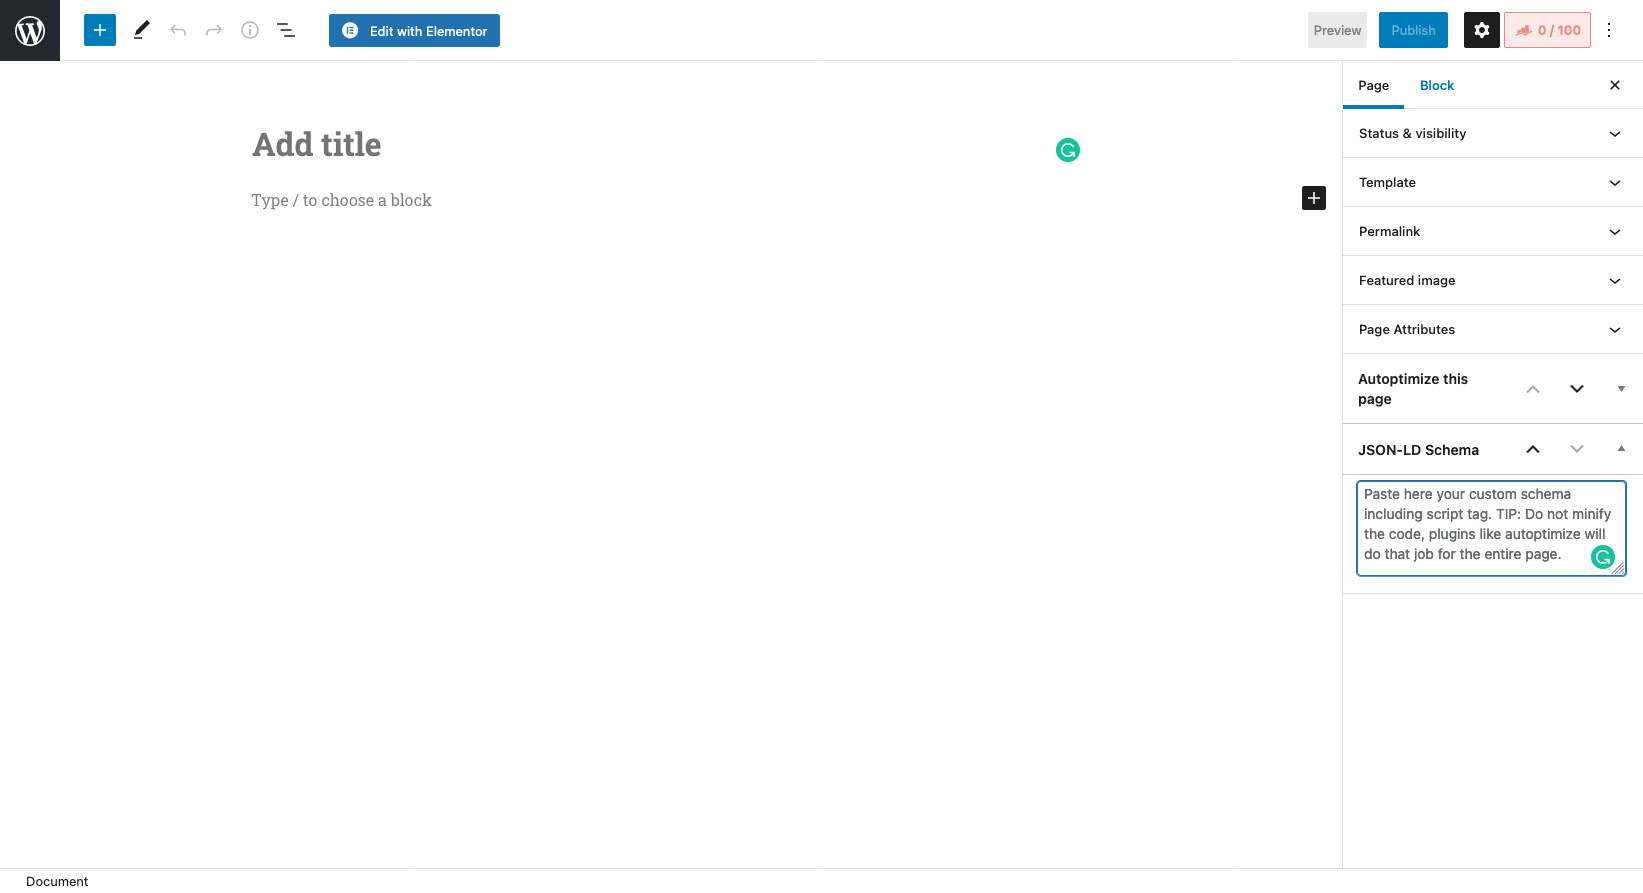 Edit with Elementor
Preview
Publish
0 / 100
Page
Block
Add title
Type / to choose a block
Status & visibility
Template
Permalink
Featured image
Page Attributes
Autoptimize this
page
JSON-LD Schema
Paste here your custom schema
including script tag. TIP: Do not minify
the code, plugins like autoptimize will
do that job for the entire page.
Document